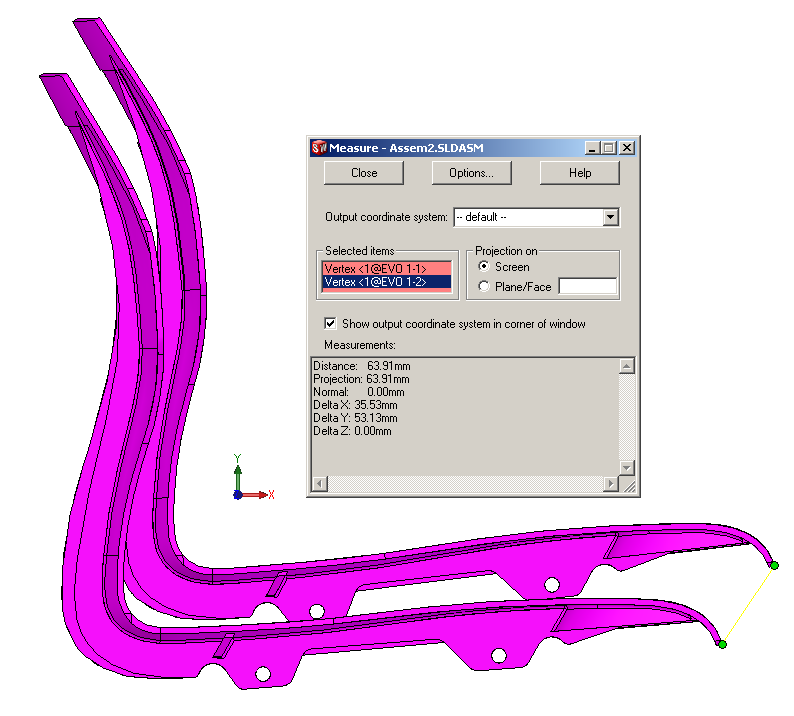 Measure - Assem2.SLDASM
Close Options... Help
Output coordinate system: -- default --
Selected items
Vertex <1@EVO 1-1>
Vertex <1@EVO 1-2>
Projection on
Screen
Plane/Face
Show output coordinate system in corner of window
Measurements:
Distance: 63.91mm
Projection: 63.91mm
Normal: 0.00mm
Delta X: 35.53mm
Delta Y: 53.13mm
Delta Z: 0.00mm
Y
X